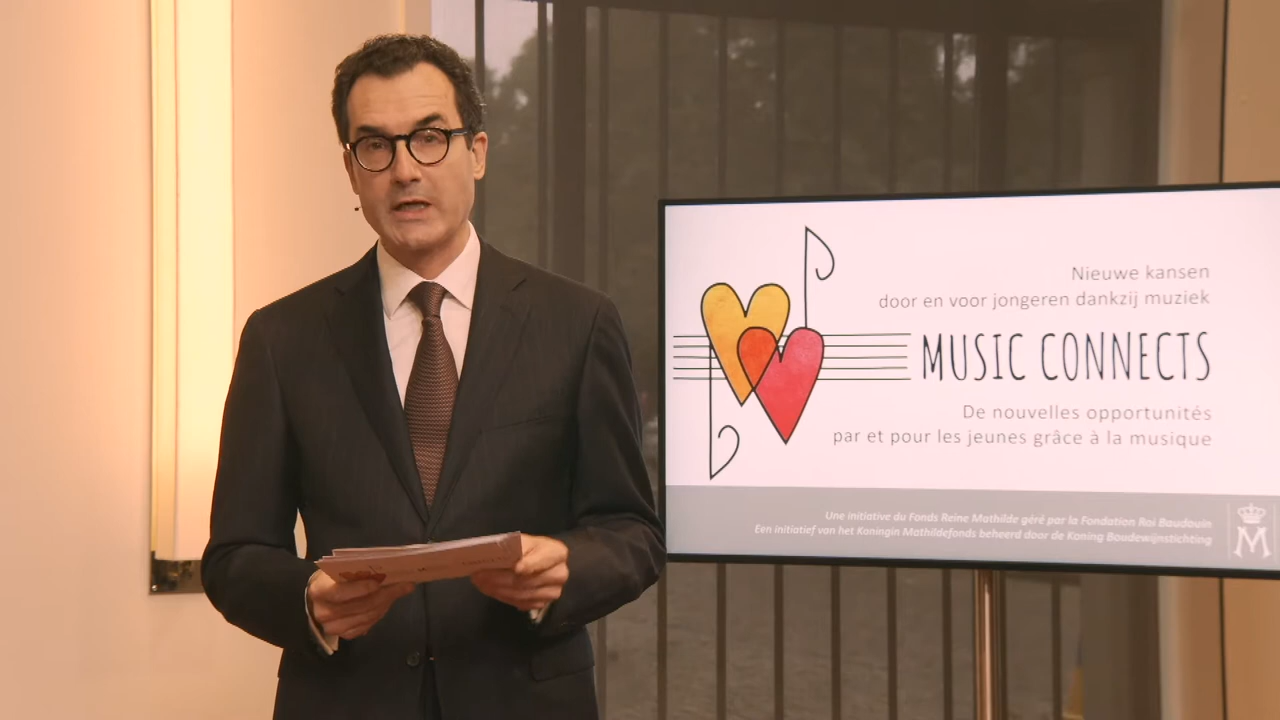 Nieuwe kansen
door en voor jongeren dankzij muziek
MUSIC CONNECTS
De nouvelles opportunités
par et pour les jeunes grâce à la musique
Une initiative du Fonds Reine Mathilde géré par la Fondation Roi Baudouin
Een initiatief van het Koningin Mathildefonds beheerd door de Koning Boudewijnstichting
M